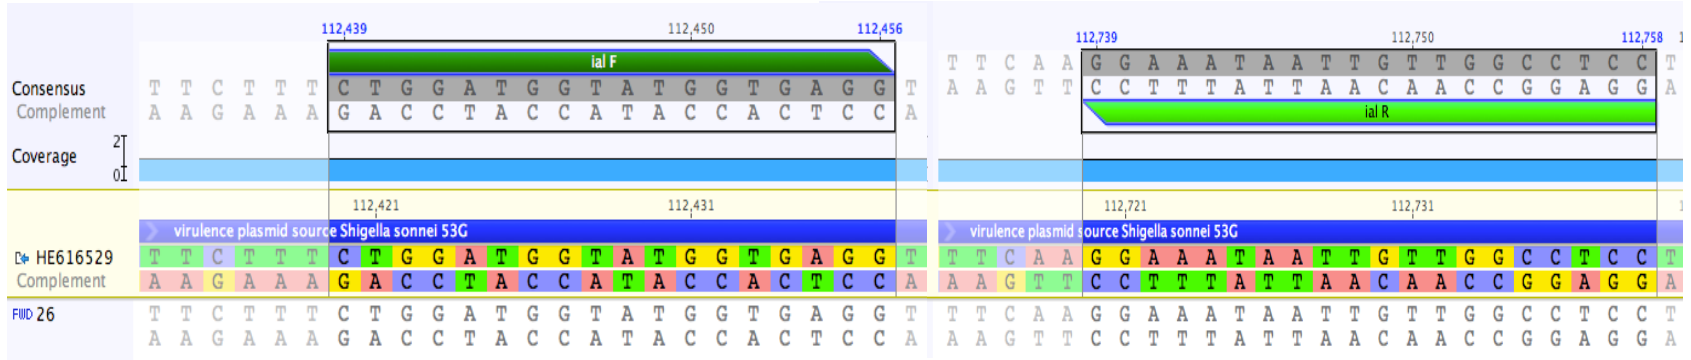 112,439 112,450 112,456 112,739 112,750 112,758
ial F
Consensus T T C T T T C T G G A T G G T A T G G T G A G G T T T C A A G G A A A T A A T T G T T G G C C T C C T
Complement A A G A A A G A C C T A C C A T A C C A C T C C A A A G T T C C T T T A T T A A C A A C C G G A G G A
ial R
Coverage 2
0
112,421 112,431 112,721 112,731
virulence plasmid source Shigella sonnei 53G virulence plasmid source Shigella sonnei 53G
HE616529 T T C T T T C T G G A T G G T A T G G T G A G G T T T C A A G G A A A T A A T T G T T G G C C T C C T
Complement A A G A A A G A C C T A C C A T A C C A C T C C A A A G T T C C T T T A T T A A C A A C C G G A G G A
FWD 26 T T C T T T C T G G A T G G T A T G G T G A G G T T T C A A G G A A A T A A T T G T T G G C C T C C T
A A G A A A G A C C T A C C A T A C C A C T C C A A A G T T C C T T T A T T A A C A A C C G G A G G A